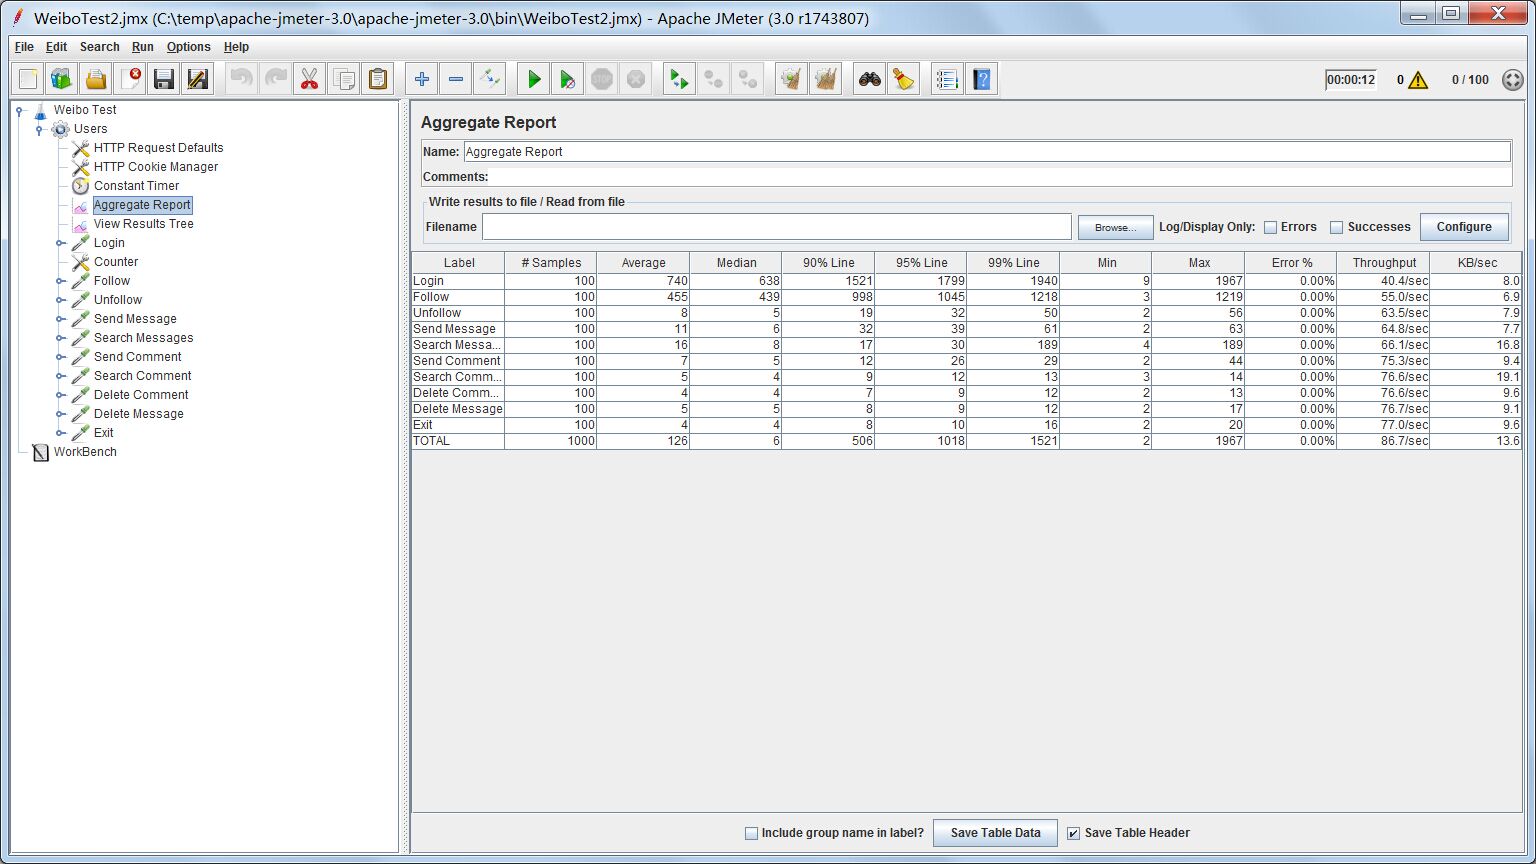 WeiboTest2.jmx (C:\temp\apache-jmeter-3.0\apache-jmeter-3.0\bin\WeiboTest2.jmx) - Apache JMeter (3.0 r1743807)
File Edit Search Run Options Help
00:00:12 0 0 / 100
Weibo Test
Users
HTTP Request Defaults
HTTP Cookie Manager
Constant Timer
Aggregate Report
View Results Tree
Login
Counter
Follow
Unfollow
Send Message
Search Messages
Send Comment
Search Comment
Delete Comment
Delete Message
Exit
WorkBench
Aggregate Report
Name: Aggregate Report
Comments:
Write results to file / Read from file
Filename Browse... Log/Display Only: Errors Successes Configure
Label # Samples Average Median 90% Line 95% Line 99% Line Min Max Error % Throughput KB/sec
Login 100 740 638 1521 1799 1940 9 1967 0.00% 40.4/sec 8.0
Follow 100 455 439 998 1045 1218 3 1219 0.00% 55.0/sec 6.9
Unfollow 100 8 5 19 32 50 2 56 0.00% 63.5/sec 7.9
Send Message 100 11 6 32 39 61 2 63 0.00% 64.8/sec 7.7
Search Messa... 100 16 8 17 30 189 4 189 0.00% 66.1/sec 16.8
Send Comment 100 7 5 12 26 29 2 44 0.00% 75.3/sec 9.4
Search Comm... 100 5 4 9 12 13 3 14 0.00% 76.6/sec 19.1
Delete Comm... 100 4 4 7 9 12 2 13 0.00% 76.6/sec 9.6
Delete Message 100 5 5 8 9 12 2 17 0.00% 76.7/sec 9.1
Exit 100 4 4 8 10 16 2 20 0.00% 77.0/sec 9.6
TOTAL 1000 126 6 506 1018 1521 2 1967 0.00% 86.7/sec 13.6
Include group name in label? Save Table Data Save Table Header